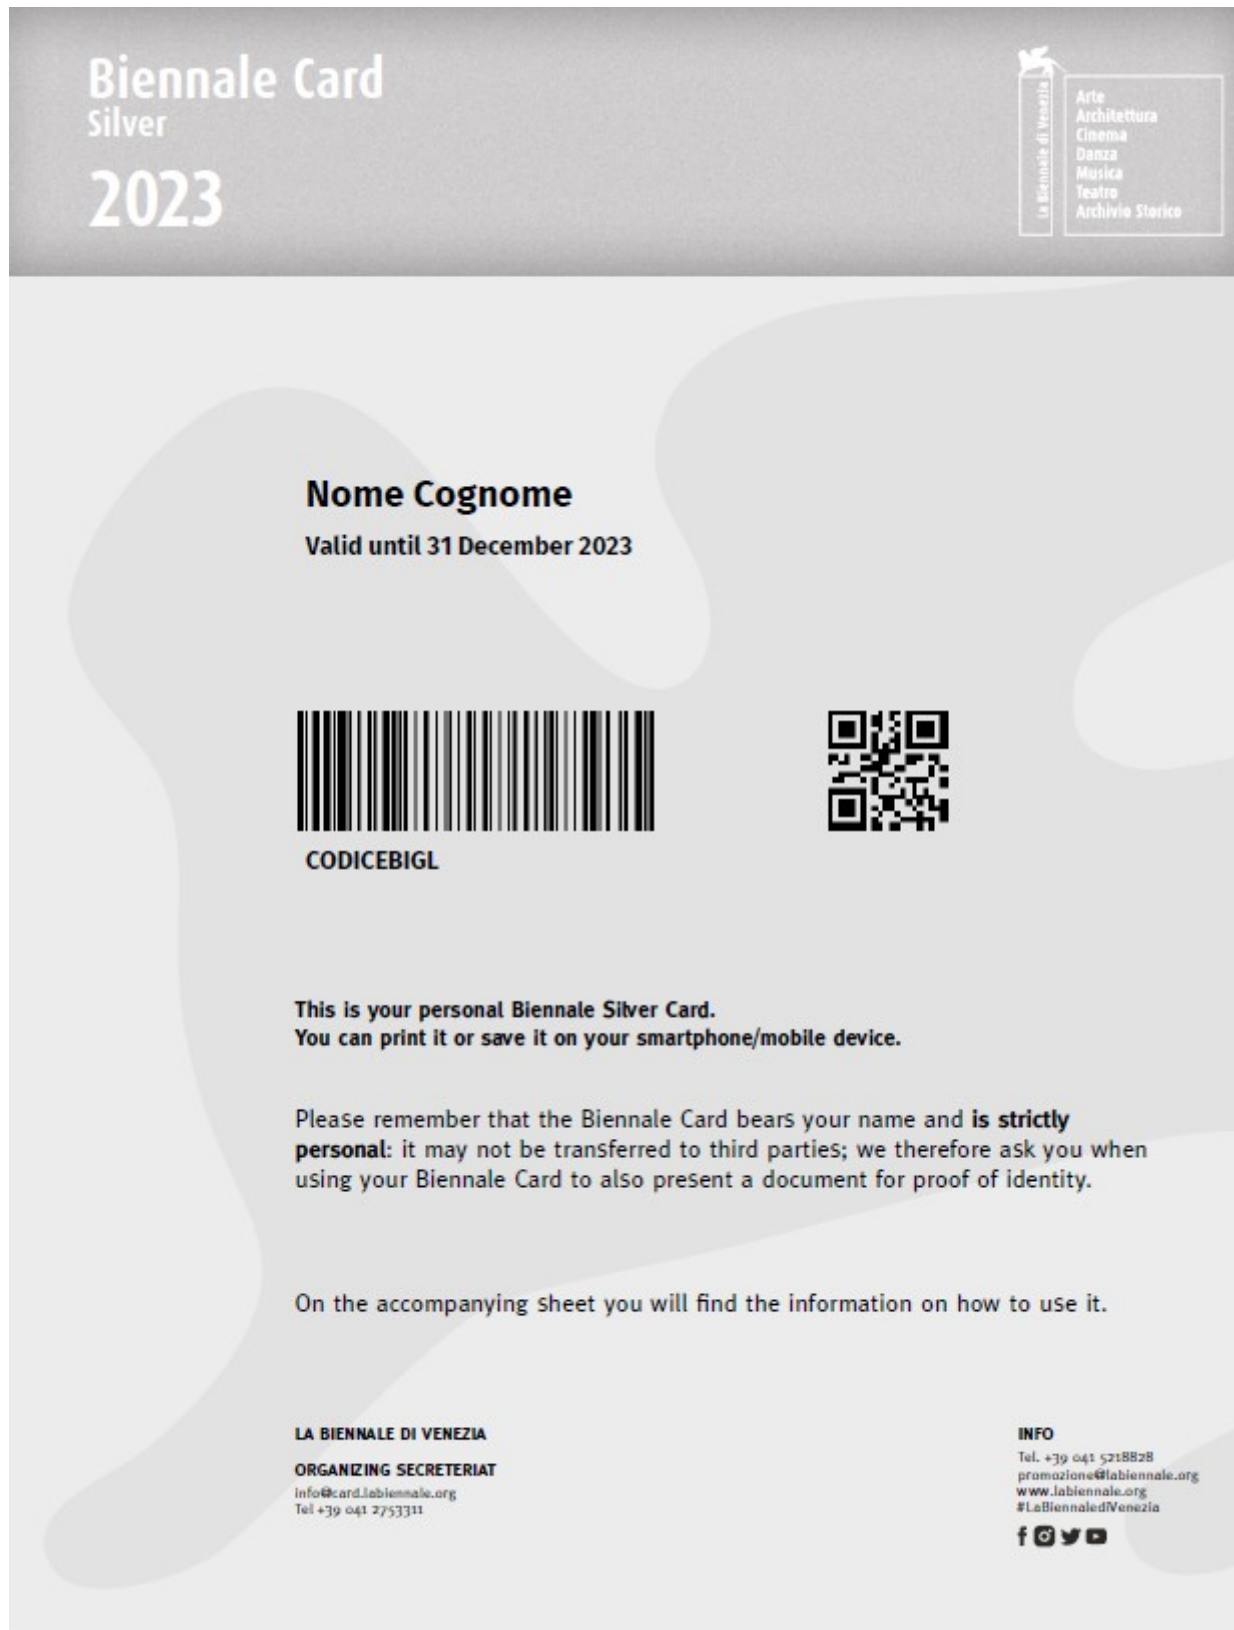 Biennale Card
Silver
2023
La Biennale di Venezia
Arte
Architettura
Cinema
Danza
Musica
Teatro
Archivio Storico
Nome Cognome
Valid until 31 December 2023
CODICEBIGL
This is your personal Biennale Silver Card.
You can print it or save it on your smartphone/mobile device.
Please remember that the Biennale Card bears your name and is strictly
personal: it may not be transferred to third parties; we therefore ask you when
using your Biennale Card to also present a document for proof of identity.
On the accompanying sheet you will find the information on how to use it.
LA BIENNALE DI VENEZIA
ORGANIZING SECRETERIAT
info@card.labiennale.org
Tel +39 041 2753311
INFO
Tel. +39 041 5218828
promozione@labiennale.org
www.labiennale.org
#LaBiennalediVenezia